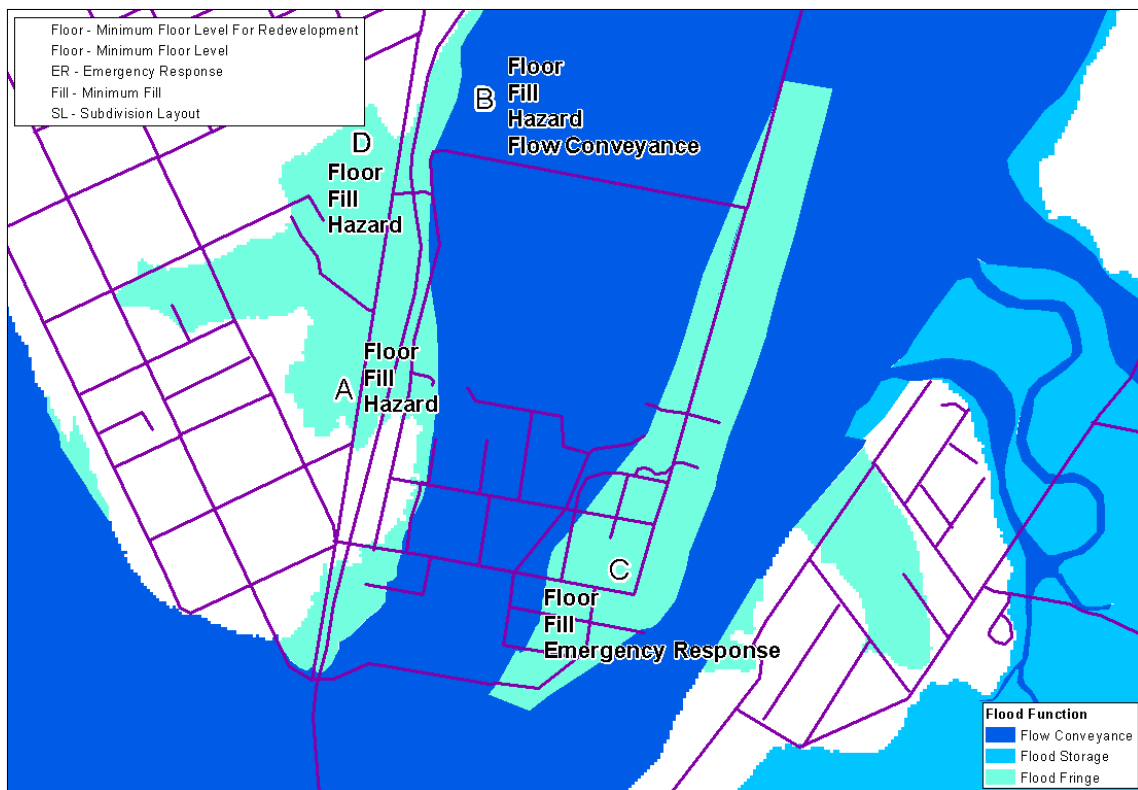 Floor - Minimum Floor Level For Redevelopment
Floor - Minimum Floor Level
ER - Emergency Response
Fill - Minimum Fill
SL - Subdivision Layout
B
Floor
Fill
Hazard
Flow Conveyance
D
Floor
Fill
Hazard
A
Floor
Fill
Hazard
C
Floor
Fill
Emergency Response
Flood Function
Flow Conveyance
Flood Storage
Flood Fringe